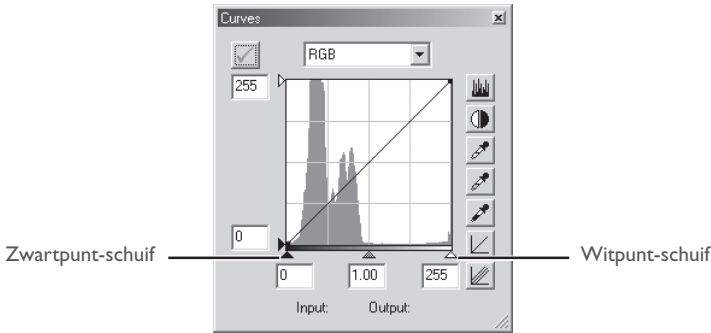 Curves
RGB
255
0
Zwartpunt-schuif
Witpunt-schuif
0 1.00 255
Input: Output: